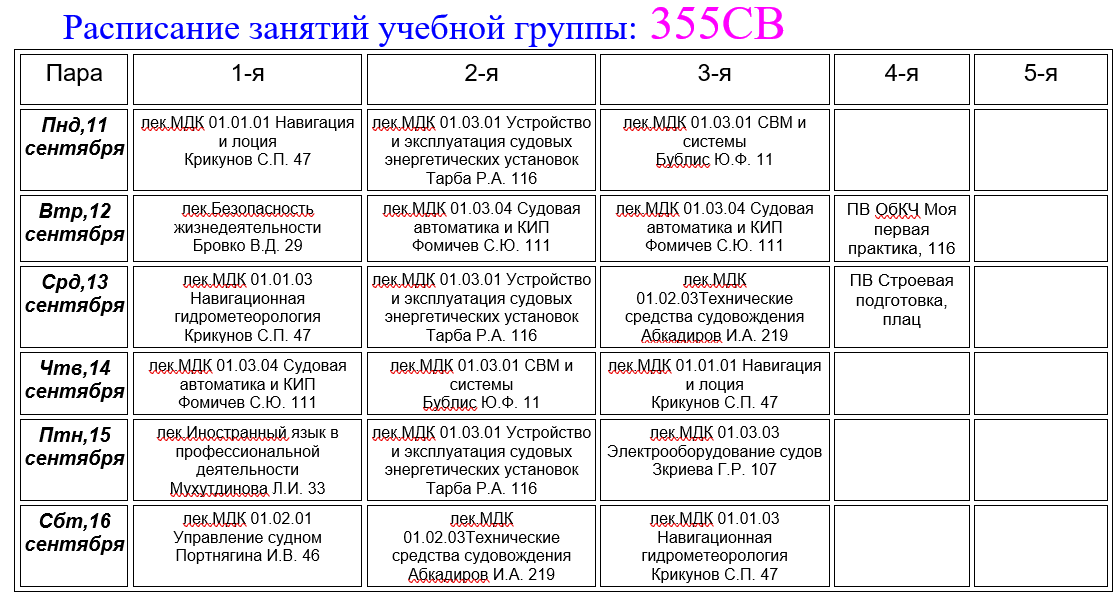 Расписание занятий учебной группы: 355СВ
Пара
1-я
2-я
3-я
4-я
5-я
Пнд,11
сентября
лек.МДК 01.01.01 Навигация
и лоция
Крикунов С.П. 47
лек.МДК 01.03.01 Устройство
и эксплуатация судовых
энергетических установок
Тарба Р.А. 116
лек.МДК 01.03.01 СВМ и
системы
Бублис Ю.Ф. 11
Втр,12
сентября
лек.Безопасность
жизнедеятельности
Бровко В.Д. 29
лек.МДК 01.03.04 Судовая
автоматика и КИП
Фомичев С.Ю. 111
лек.МДК 01.03.04 Судовая
автоматика и КИП
Фомичев С.Ю. 111
ПВ ОбКЧ Моя
первая
практика, 116
Срд,13
сентября
лек.МДК 01.01.03
Навигационная
гидрометеорология
Крикунов С.П. 47
лек.МДК 01.03.01 Устройство
и эксплуатация судовых
энергетических установок
Тарба Р.А. 116
лек.МДК
01.02.03Технические
средства судовождения
Абкадиров И.А. 219
ПВ Строевая
подготовка,
плац
Чтв,14
сентября
лек.МДК 01.03.04 Судовая
автоматика и КИП
Фомичев С.Ю. 111
лек.МДК 01.03.01 СВМ и
системы
Бублис Ю.Ф. 11
лек.МДК 01.01.01 Навигация
и лоция
Крикунов С.П. 47
Птн,15
сентября
лек.Иностранный язык в
профессиональной
деятельности
Мухутдинова Л.И. 33
лек.МДК 01.03.01 Устройство
и эксплуатация судовых
энергетических установок
Тарба Р.А. 116
лек.МДК 01.03.03
Электрооборудование судов
Зкриева Г.Р. 107
Сбт,16
сентября
лек.МДК 01.02.01
Управление судном
Портнягина И.В. 46
лек.МДК
01.02.03Технические
средства судовождения
Абкадиров И.А. 219
лек.МДК 01.01.03
Навигационная
гидрометеорология
Крикунов С.П. 47